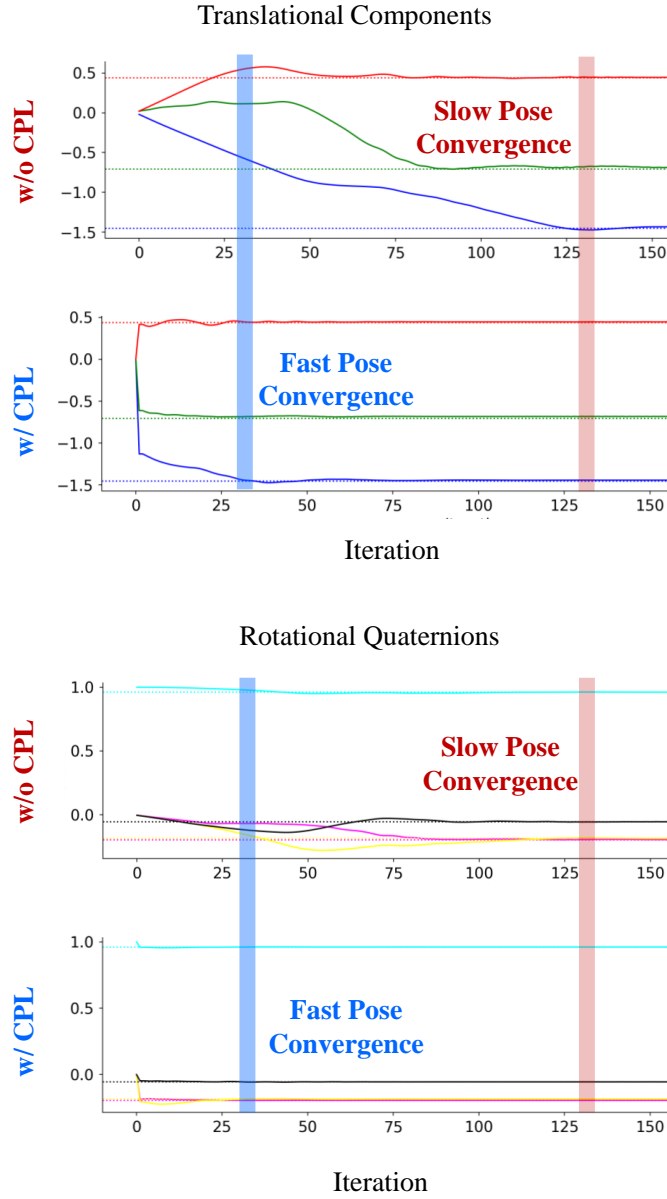 Translational Components
w/o CPL
0.5
0.0
−0.5
−1.0
−1.5
Slow Pose
Convergence
0 25 50 75 100 125 150
w/ CPL
0.5
0.0
−0.5
−1.0
−1.5
Fast Pose
Convergence
0 25 50 75 100 125 150
Iteration
Rotational Quaternions
w/o CPL
1.0
0.5
0.0
Slow Pose
Convergence
0 25 50 75 100 125 150
w/ CPL
1.0
0.5
0.0
Fast Pose
Convergence
0 25 50 75 100 125 150
Iteration